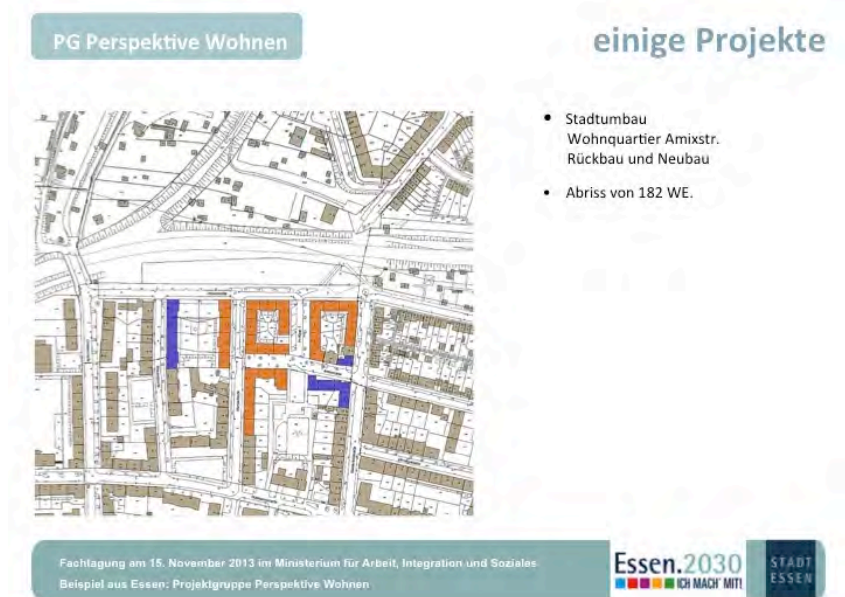 PG Perspektive Wohnen
einige Projekte
• Stadtumbau
Wohnquartier Amixstr.
Rückbau und Neubau
• Abriss von 182 WE.
Fachtagung am 15. November 2013 im Ministerium für Arbeit, Integration und Soziales
Beispiel aus Essen: Projektgruppe Perspektive Wohnen
Essen.2030
ICH MACH' MIT!
STADT
ESSEN